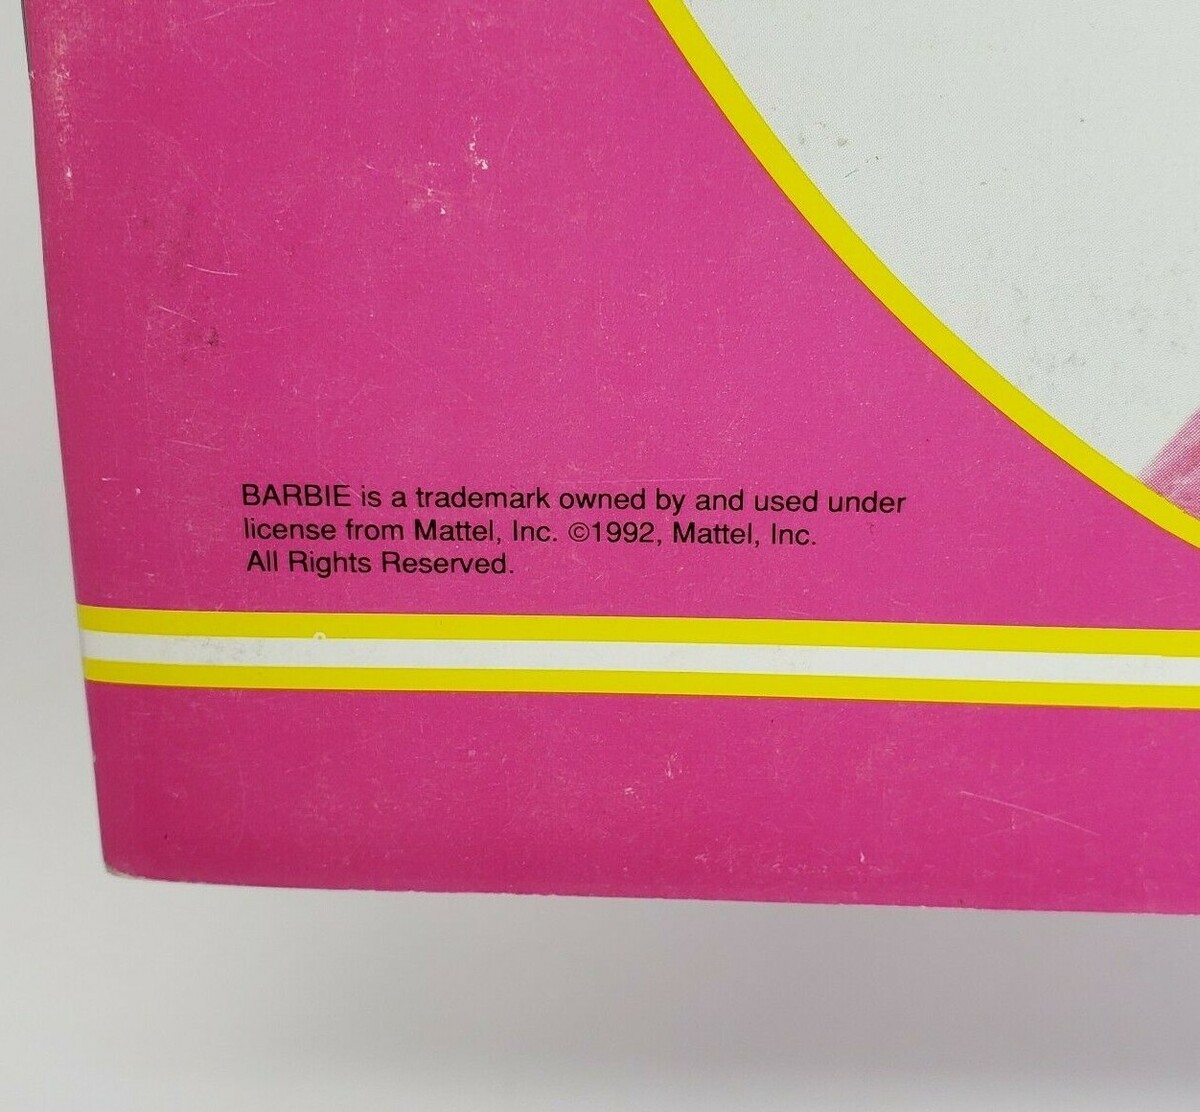 BARBIE is a trademark owned by and used under
license from Mattel, Inc. ©1992, Mattel, Inc.
All Rights Reserved.